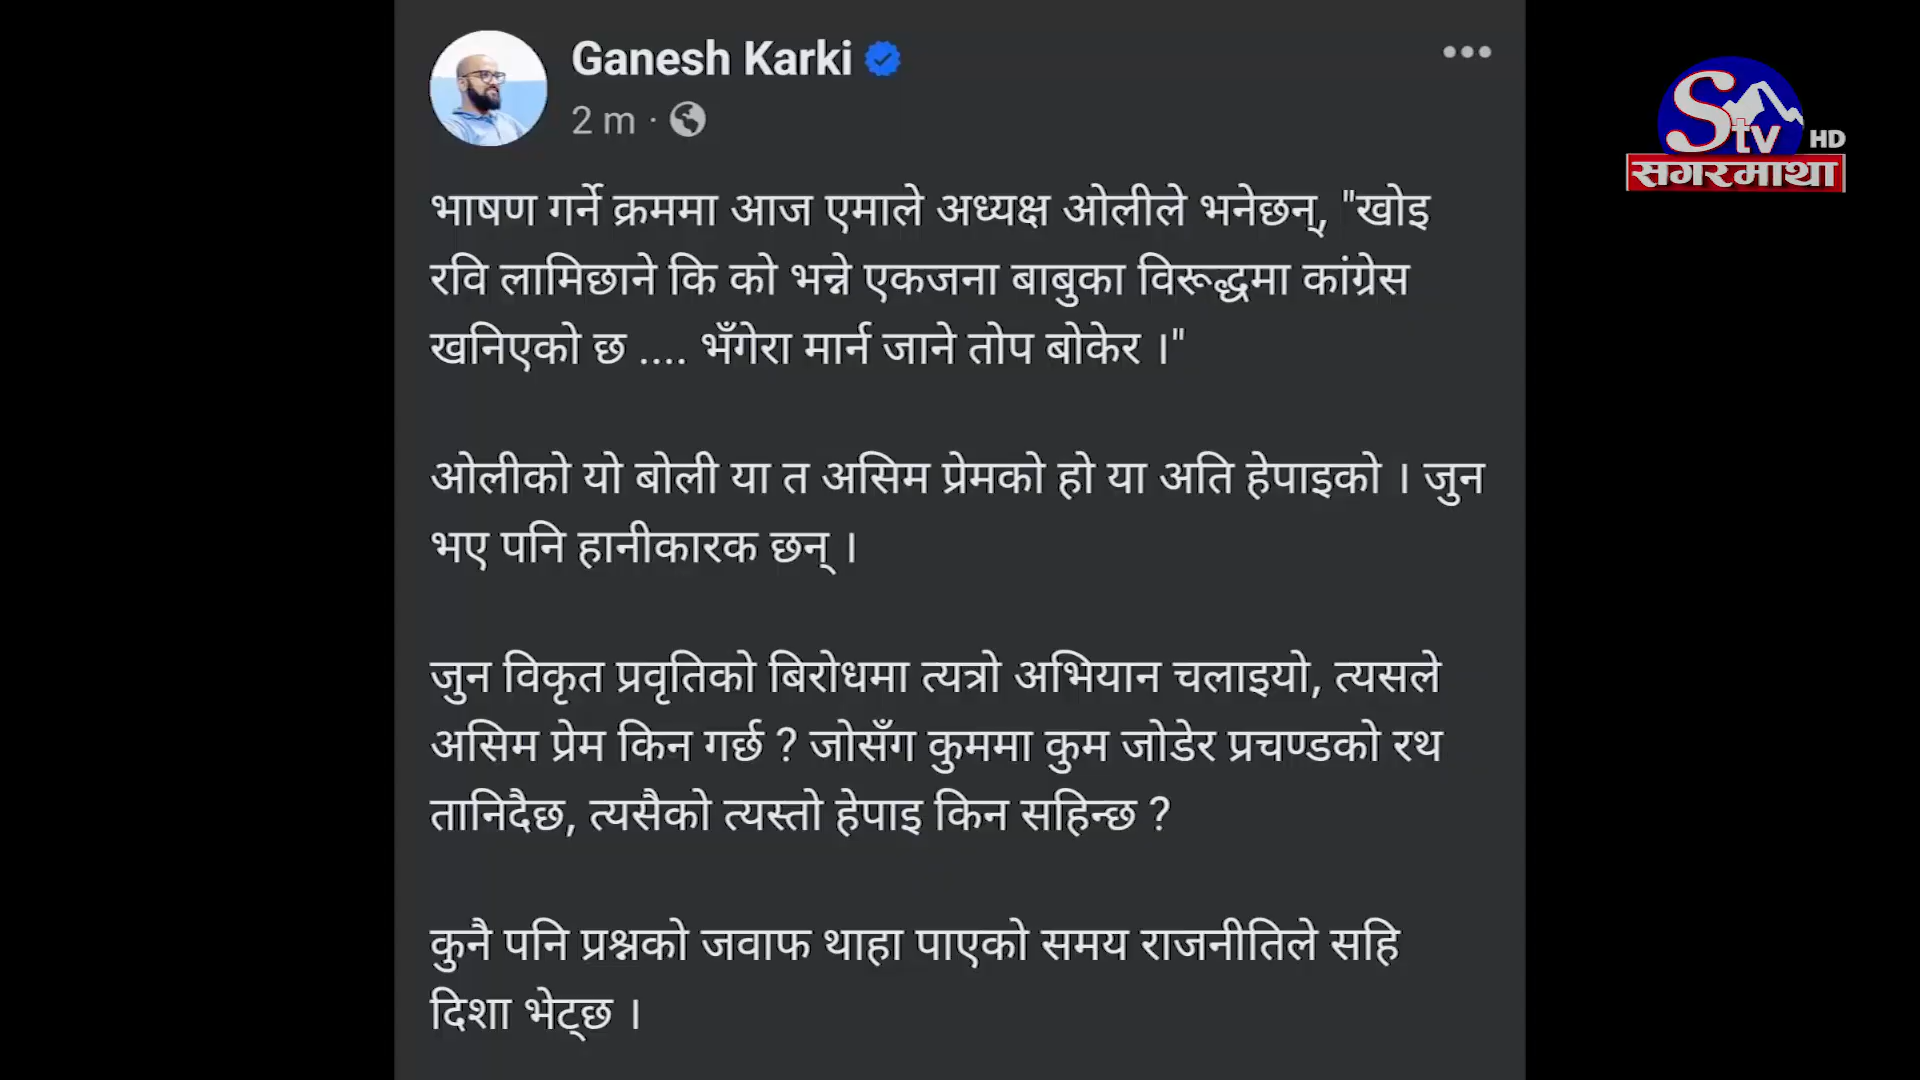 Ganesh Karki
2 m ·
भाषण गर्ने क्रममा आज एमाले अध्यक्ष ओलीले भनेछन्, "खोइ
रवि लामिछाने कि को भन्ने एकजना बाबुका विरूद्धमा कांग्रेस
खनिएको छ .... भँगेरा मार्न जाने तोप बोकेर ।"
ओलीको यो बोली या त असिम प्रेमको हो या अति हेपाइको । जुन
भए पनि हानीकारक छन् ।
जुन विकृत प्रवृतिको बिरोधमा त्यत्रो अभियान चलाइयो, त्यसले
असिम प्रेम किन गर्छ ? जोसँग कुममा कुम जोडेर प्रचण्डको रथ
तानिदैछ, त्यसैको त्यस्तो हेपाइ किन सहिन्छ ?
कुनै पनि प्रश्नको जवाफ थाहा पाएको समय राजनीतिले सहि
दिशा भेट्छ ।
Stv HD
सगरमाथा